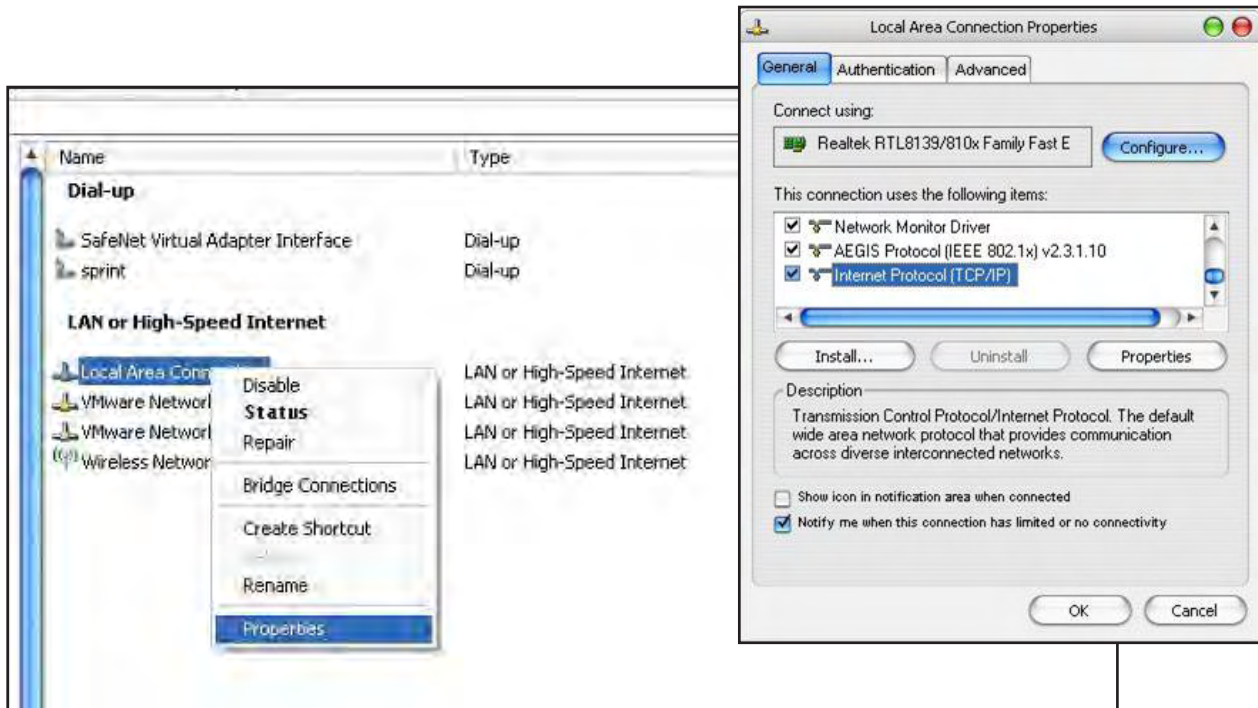 Name Type
Dial-up
SafeNet Virtual Adapter Interface Dial-up
sprint Dial-up
LAN or High-Speed Internet
Local Area Conn LAN or High-Speed Internet
VMware Networl LAN or High-Speed Internet
VMware Networl LAN or High-Speed Internet
Wireless Networ LAN or High-Speed Internet
Disable
Status
Repair
Bridge Connections
Create Shortcut
Rename
Properties
Local Area Connection Properties
General Authentication Advanced
Connect using:
Realtek RTL8139/810x Family Fast E Configure...
This connection uses the following items:
Network Monitor Driver
AEGIS Protocol (IEEE 802.1x) v2.3.1.10
Internet Protocol (TCP/IP)
Install... Uninstall Properties
Description
Transmission Control Protocol/Internet Protocol. The default
wide area network protocol that provides communication
across diverse interconnected networks.
Show icon in notification area when connected
Notify me when this connection has limited or no connectivity
OK Cancel